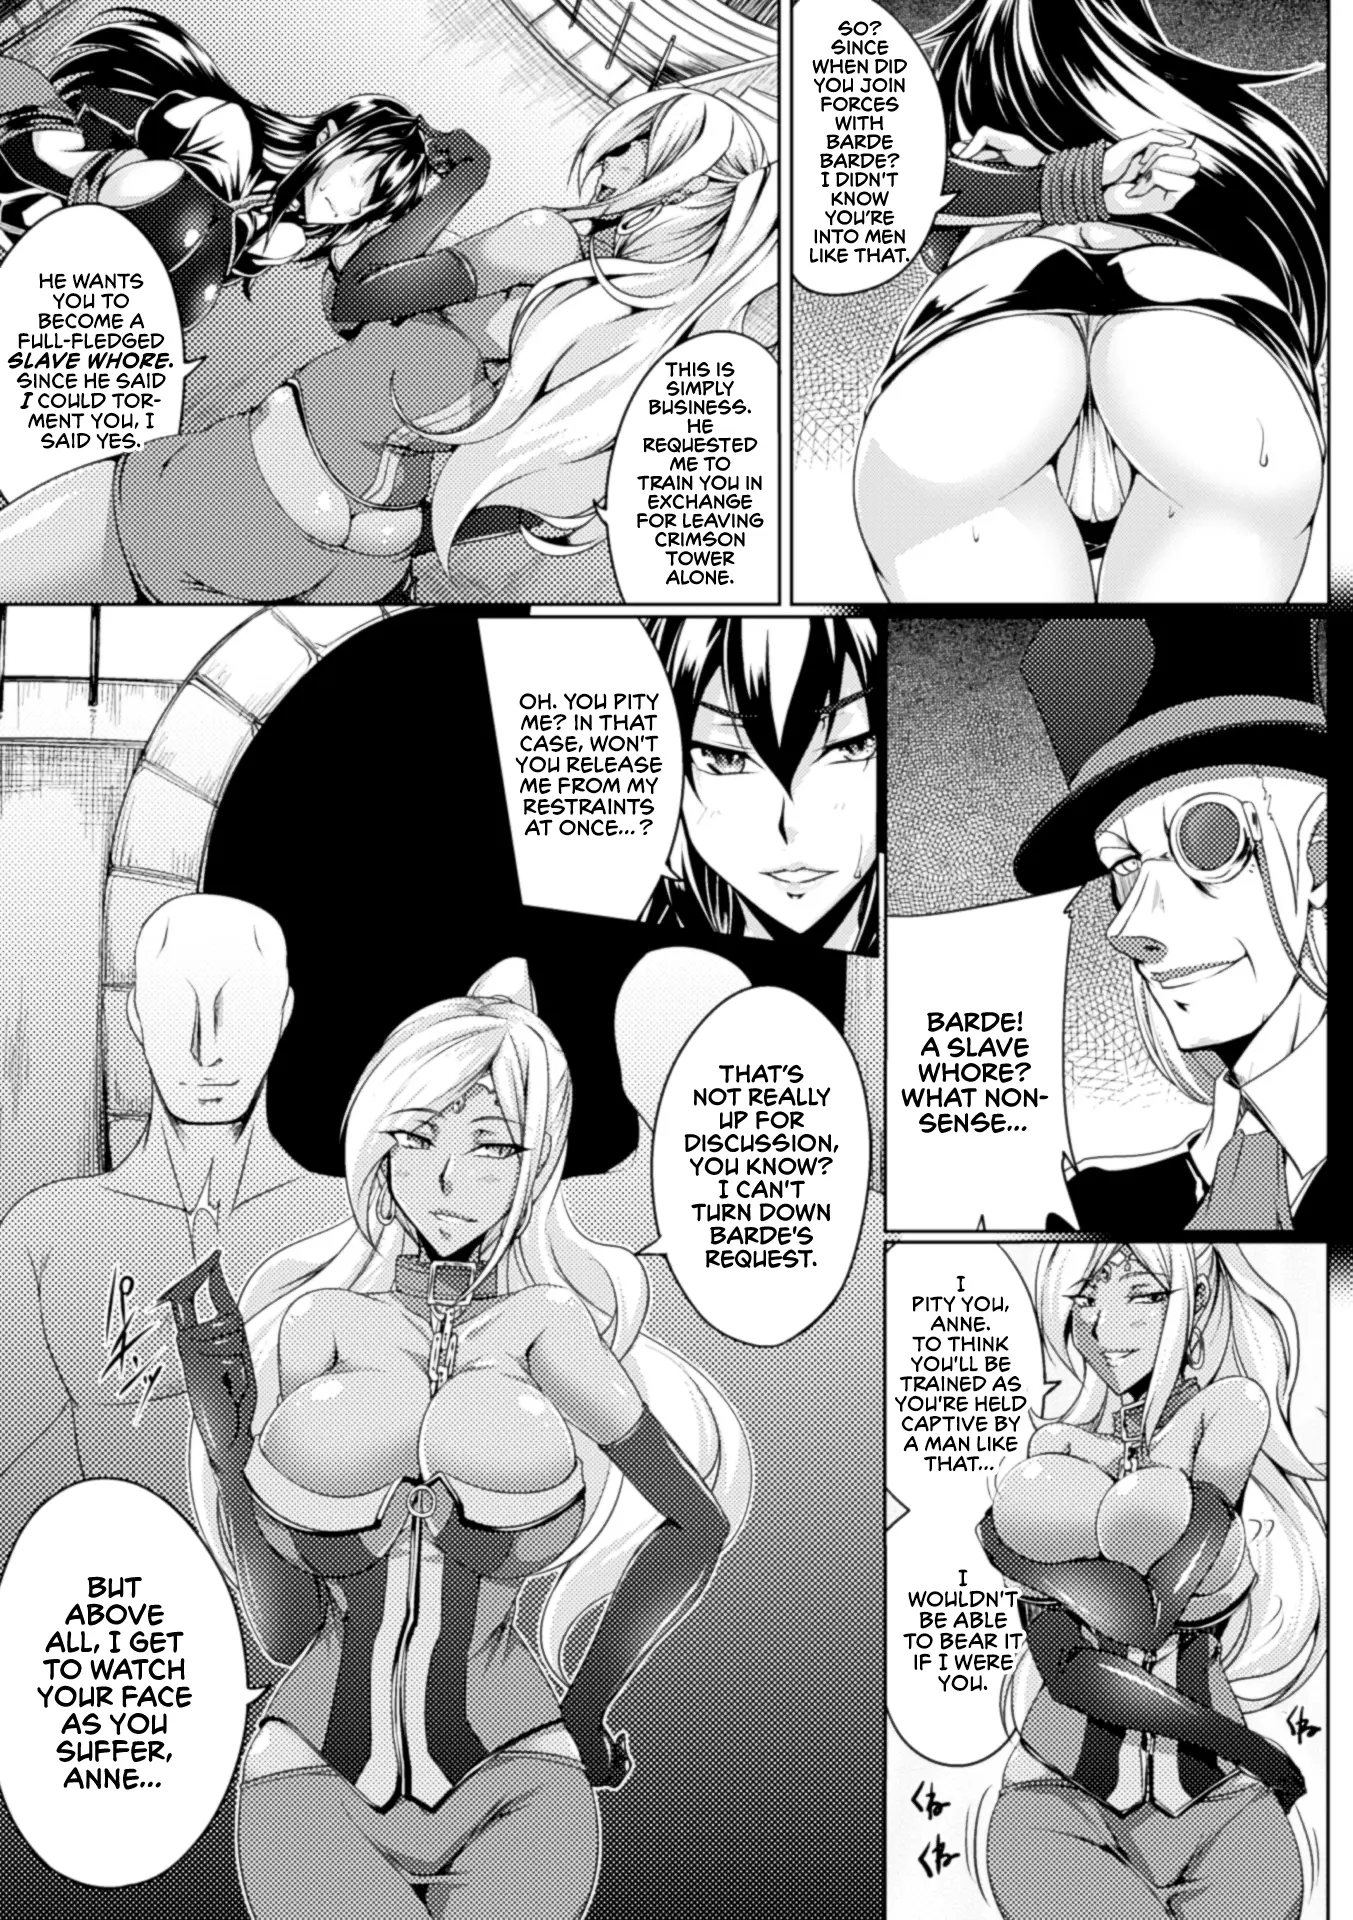 SO?
SINCE
WHEN DID
YOU JOIN
FORCES
WITH
BARDE
BARDE?
I DIDN'T
KNOW
YOU'RE
INTO MEN
LIKE THAT.
THIS IS
SIMPLY
BUSINESS.
HE
REQUESTED
ME TO
TRAIN YOU IN
EXCHANGE
FOR LEAVING
CRIMSON
TOWER
ALONE.
HE WANTS
YOU TO
BECOME A
FULL-FLEDGED
SLAVE WHORE.
SINCE HE SAID
I COULD TOR-
MENT YOU, I
SAID YES.
BARDE!
A SLAVE
WHORE?
WHAT NON-
SENSE...
I
PITY YOU,
ANNE.
TO THINK
YOU'LL BE
TRAINED AS
YOU'RE HELD
CAPTIVE BY
A MAN LIKE
THAT...
I
WOULDN'T
BE ABLE
TO BEAR IT
IF I WERE
YOU.
くね
くね
くね
OH. YOU PITY
ME? IN THAT
CASE, WON'T
YOU RELEASE
ME FROM MY
RESTRAINTS
AT ONCE...?
THAT'S
NOT REALLY
UP FOR
DISCUSSION,
YOU KNOW?
I CAN'T
TURN DOWN
BARDE'S
REQUEST.
BUT
ABOVE
ALL, I GET
TO WATCH
YOUR FACE
AS YOU
SUFFER,
ANNE...